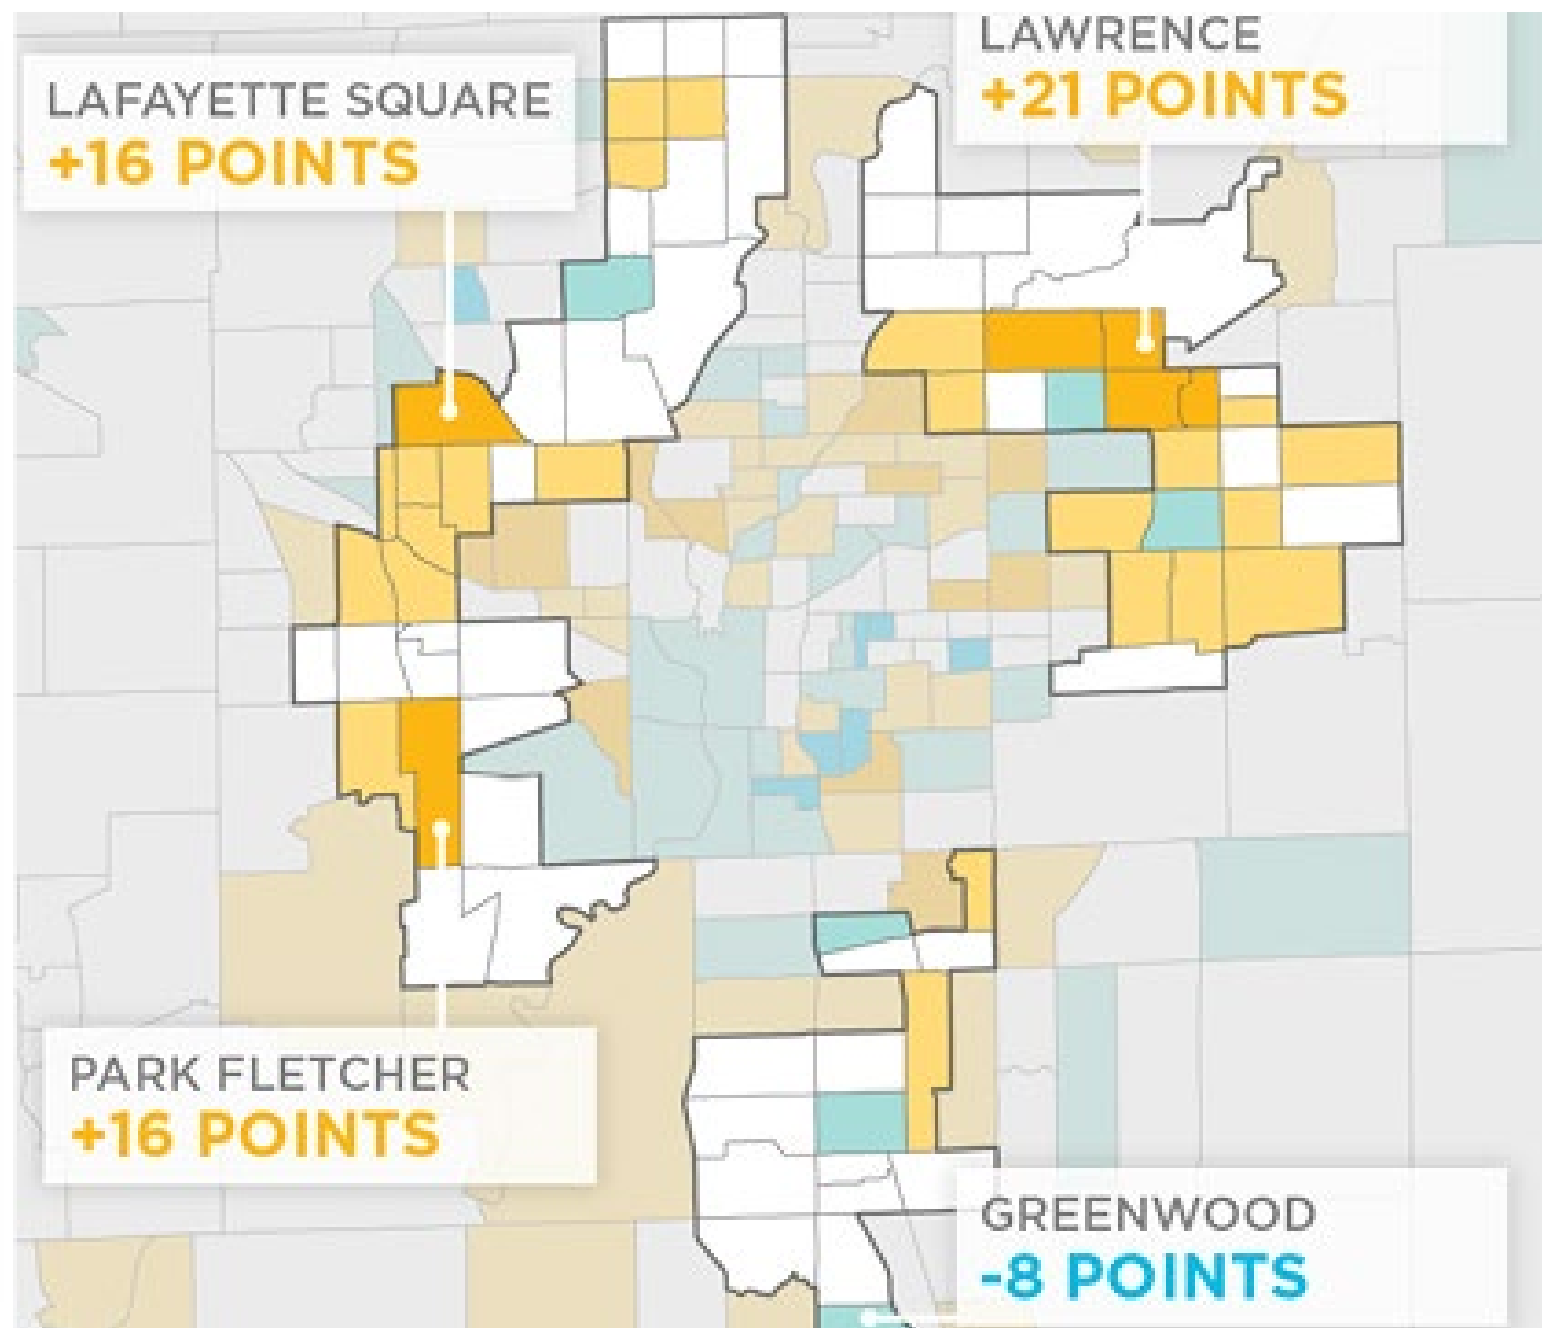 LAFAYETTE SQUARE
+16 POINTS
LAWRENCE
+21 POINTS
PARK FLETCHER
+16 POINTS
GREENWOOD
-8 POINTS